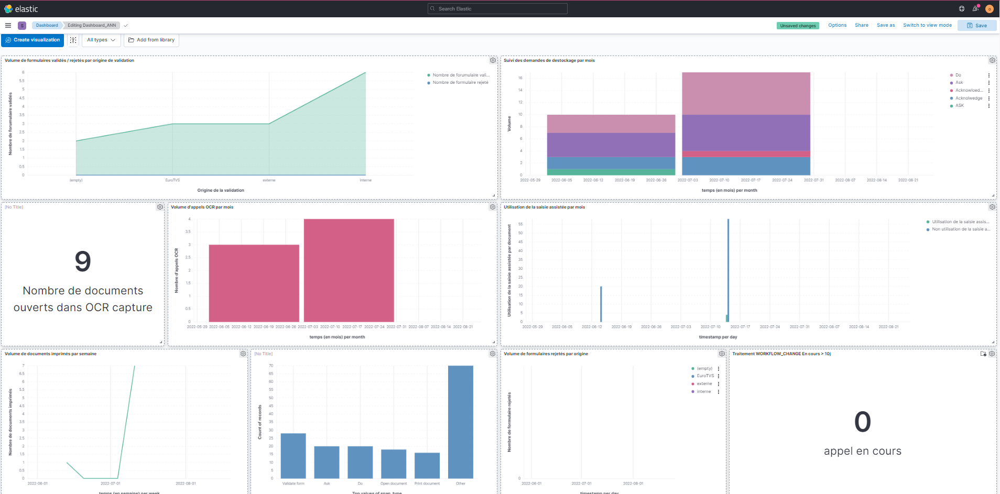 elastic
Search Elastic
o
S
Dashboard
Editing Dashboard_ANN
Unsaved changes
Options
Share
Save as
Switch to view mode
Save
Create visualization
All types
Add from library
Volume de formulaires validés / rejetés par origine de validation
Nombre de forumulaire validés
6
5.5
5
4.5
4
3.5
3
2.5
2
1.5
1
0.5
0
(empty)
EuroTVS
externe
Interne
Origine de la validation
Nombre de forumulaire vali...
Nombre de formulaire rejeté
Suivi des demandes de destockage par mois
Volume
16
14
12
10
8
6
4
2
0
2022-05-29
2022-06-05
2022-06-12
2022-06-19
2022-06-26
2022-07-03
2022-07-10
2022-07-17
2022-07-24
2022-07-31
2022-08-07
2022-08-14
2022-08-21
temps (en mois) per month
Do
Ask
Acknowloed...
Acknolwedge
ASK
[No Title]
9
Nombre de documents
ouverts dans OCR capture
Volume d'appels OCR par mois
Nombre d'appels OCR
4
3.5
3
2.5
2
1.5
1
0.5
0
2022-05-29
2022-06-05
2022-06-12
2022-06-19
2022-06-26
2022-07-03
2022-07-10
2022-07-17
2022-07-24
2022-07-31
2022-08-07
2022-08-14
2022-08-21
temps (en mois) per month
Utilisation de la saisie assistée par mois
Utilisation de la saisie assistée par document
55
50
45
40
35
30
25
20
15
10
5
0
2022-05-29
2022-06-05
2022-06-12
2022-06-19
2022-06-26
2022-07-03
2022-07-10
2022-07-17
2022-07-24
2022-07-31
2022-08-07
2022-08-14
2022-08-21
timestamp per day
Utilisation de la saisie assis...
Non utilisation de la saisie a...
Volume de documents imprimés par semaine
Nombre de documents imprimés
7
6.5
6
5.5
5
4.5
4
3.5
3
2.5
2
1.5
1
0.5
0
2022-06-01
2022-07-01
2022-08-01
temps (en semaine) per week
[No Title]
Count of records
70
65
60
55
50
45
40
35
30
25
20
15
10
5
0
Validate form
Ask
Do
Open document
Print document
Other
Top values of span_type
Volume de formulaires rejetés par origine
Nombre de formulaire rejetés
0
2022-06-01
2022-07-01
2022-08-01
timestamp per day
(empty)
EuroTVS
externe
Interne
Traitement WORKFLOW_CHANGE En cours > 10j
0
appel en cours